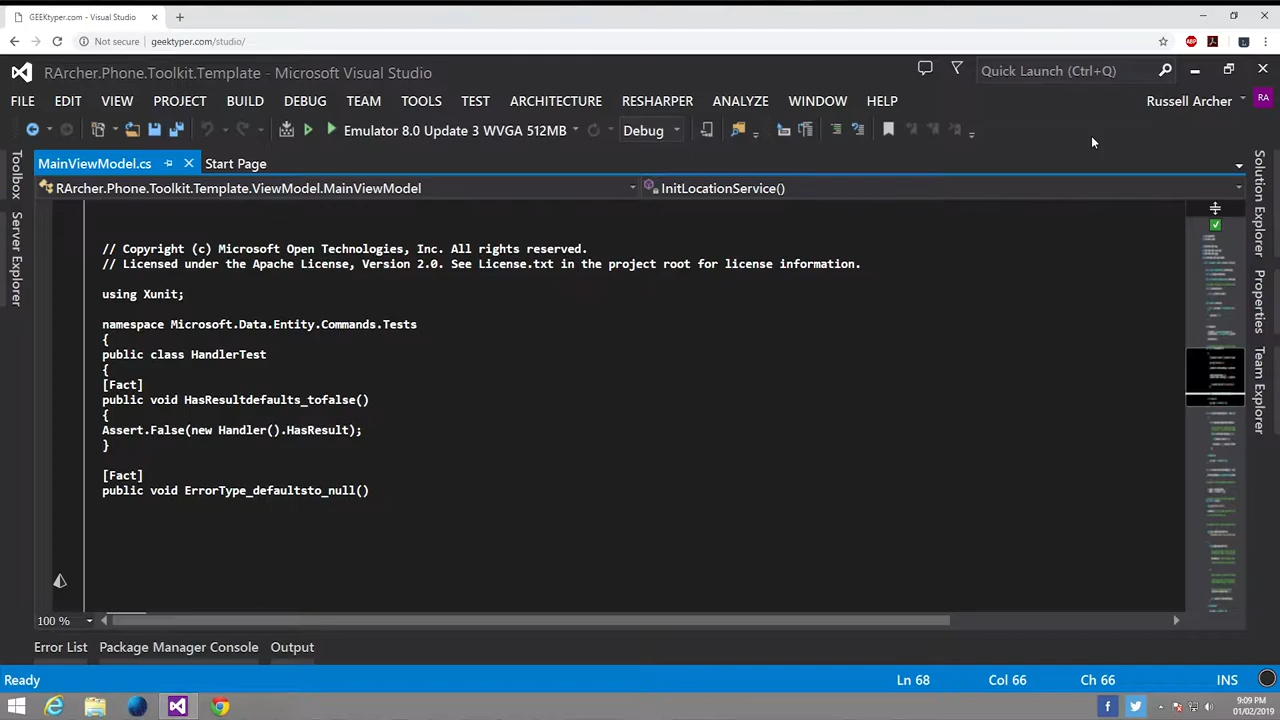 GEEKtyper.com - Visual Studio
Not secure geektyper.com/studio/
ABP
RArcher.Phone.Toolkit.Template - Microsoft Visual Studio
Quick Launch (Ctrl+Q)
FILE EDIT VIEW PROJECT BUILD DEBUG TEAM TOOLS TEST ARCHITECTURE RESHARPER ANALYZE WINDOW HELP
Russell Archer RA
Emulator 8.0 Update 3 WVGA 512MB
Debug
MainViewModel.cs
Start Page
RArcher.Phone.Toolkit.Template.ViewModel.MainViewModel
InitLocationService()
Toolbox
Server Explorer
Solution Explorer
Properties
Team Explorer
// Copyright (c) Microsoft Open Technologies, Inc. All rights reserved.
// Licensed under the Apache License, Version 2.0. See License.txt in the project root for license information.
using Xunit;
namespace Microsoft.Data.Entity.Commands.Tests
{
public class HandlerTest
{
[Fact]
public void HasResultdefaults_tofalse()
{
Assert.False(new Handler().HasResult);
}
[Fact]
public void ErrorType_defaultsto_null()
100 %
Error List Package Manager Console Output
Ready
Ln 68 Col 66 Ch 66 INS
9:09 PM
01/02/2019